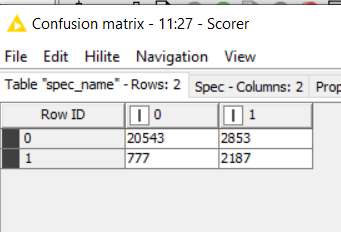 Confusion matrix - 11:27 - Scorer
File Edit Hilite Navigation View
Table "spec_name" - Rows: 2 Spec - Columns: 2 Prop
Row ID I 0 I 1
0 20543 2853
1 777 2187